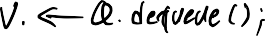 v. ← Q. dequeue();